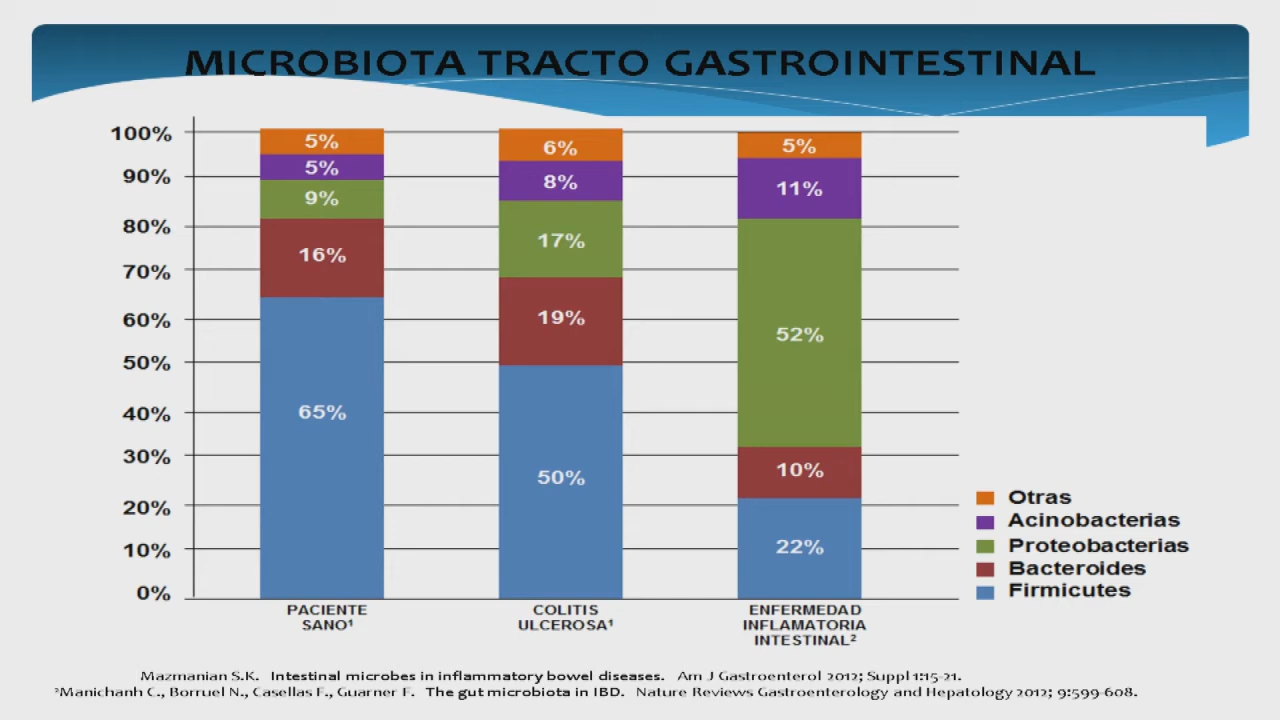 MICROBIOTA TRACTO GASTROINTESTINAL
100%
90%
80%
70%
60%
50%
40%
30%
20%
10%
0%
5%
5%
9%
16%
65%
6%
8%
17%
19%
50%
5%
11%
52%
10%
22%
PACIENTE
SANO¹
COLITIS
ULCEROSA¹
ENFERMEDAD
INFLAMATORIA
INTESTINAL²
Otras
Acinobacterias
Proteobacterias
Bacteroides
Firmicutes
Mazmanian S.K. Intestinal microbes in inflammatory bowel diseases. Am J Gastroenterol 2012; Suppl 1:15-21.
²Manichanh C., Borruel N., Casellas F., Guarner F. The gut microbiota in IBD. Nature Reviews Gastroenterology and Hepatology 2012; 9:599-608.